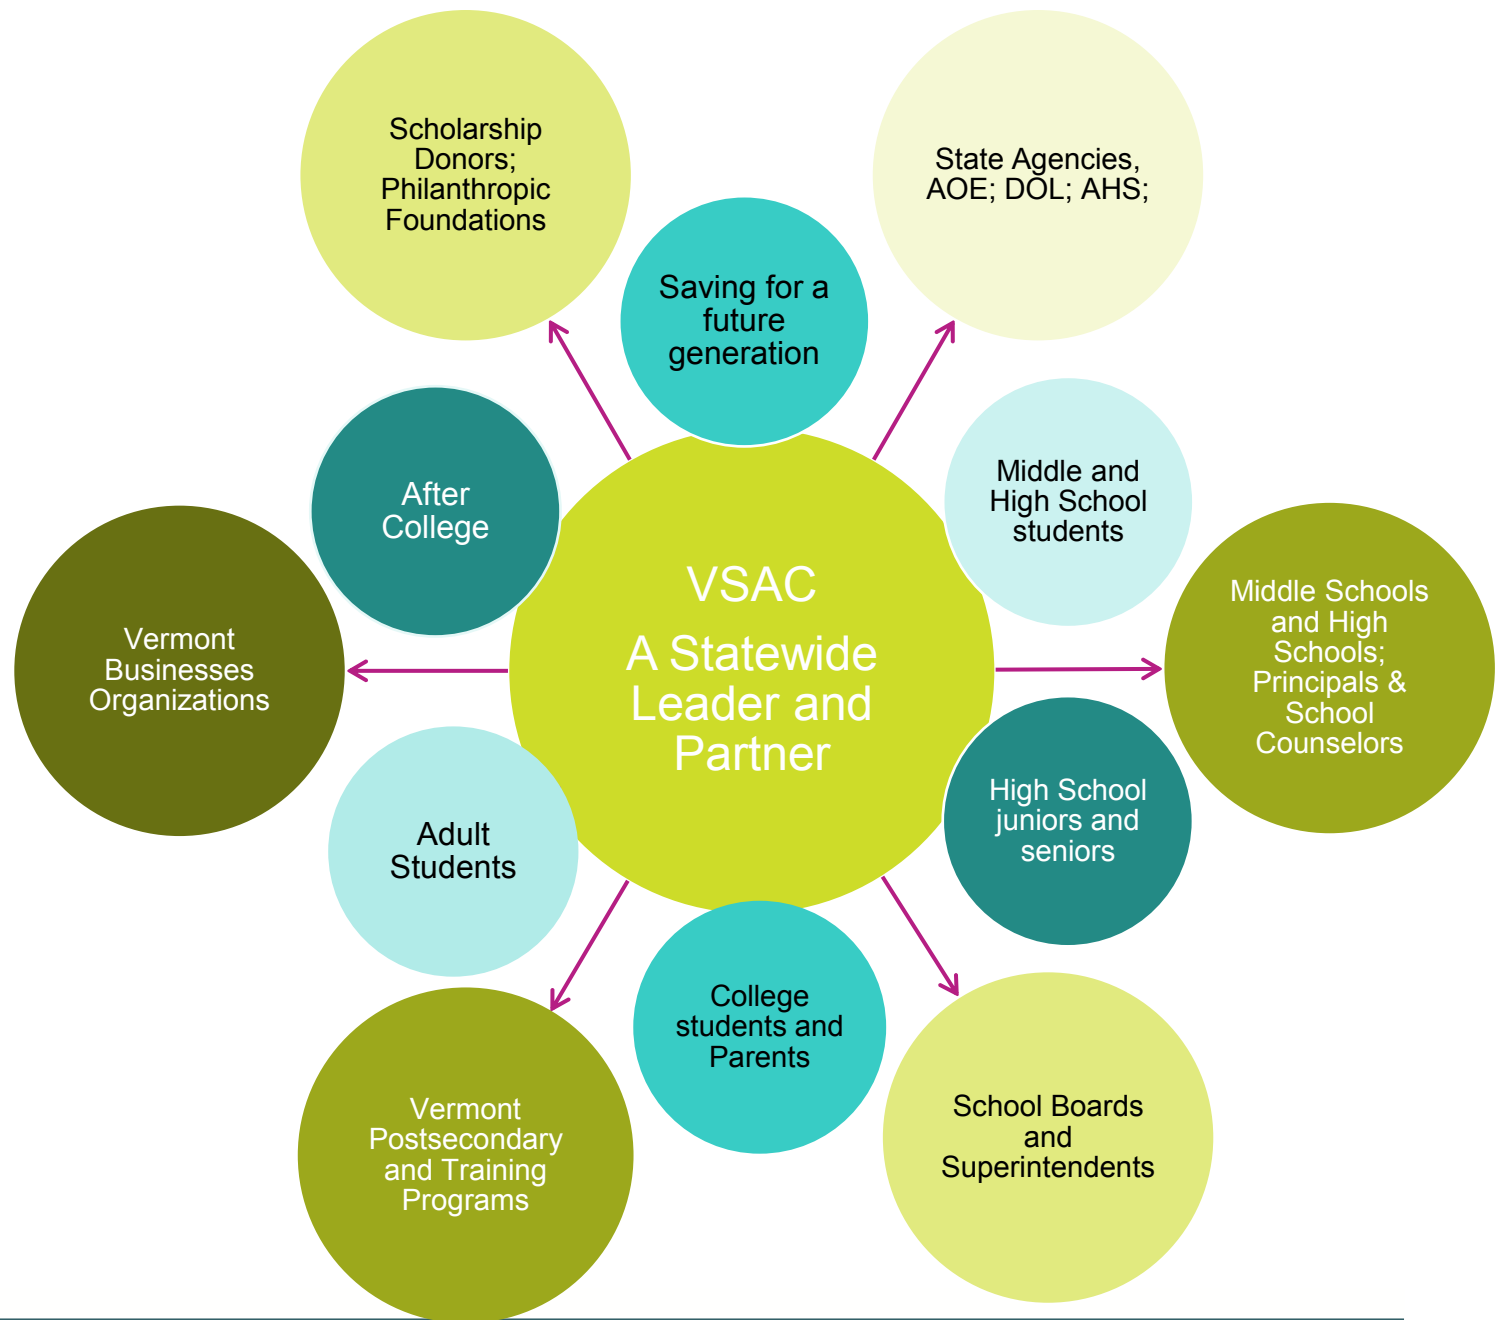 Scholarship
Donors;
Philanthropic
Foundations
State Agencies,
AOE; DOL; AHS;
Saving for a
future
generation
After
College
Middle and
High School
students
Vermont
Businesses
Organizations
VSAC
A Statewide
Leader and
Partner
Middle Schools
and High
Schools;
Principals &
School
Counselors
Adult
Students
High School
juniors and
seniors
College
students and
Parents
Vermont
Postsecondary
and Training
Programs
School Boards
and
Superintendents